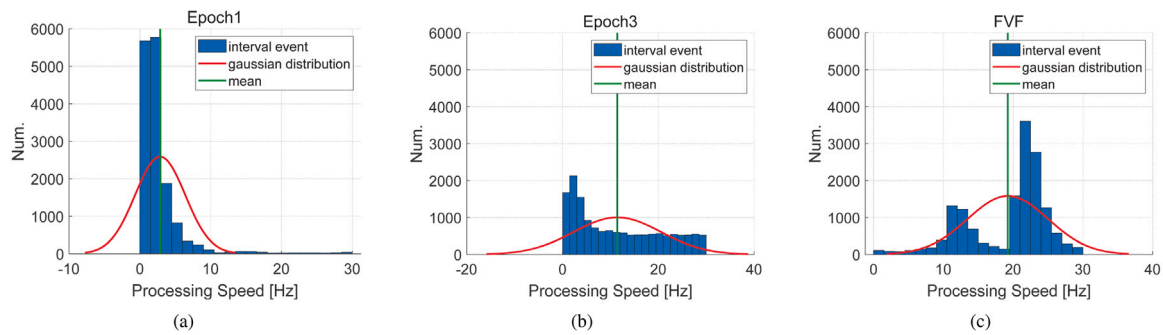 Epoch1
6000
5000
4000
3000
2000
1000
0
Num.
interval event
gaussian distribution
mean
-10 0 10 20 30
Processing Speed [Hz]
(a)
Epoch3
6000
5000
4000
3000
2000
1000
0
Num.
interval event
gaussian distribution
mean
-20 0 20 40
Processing Speed [Hz]
(b)
FVF
6000
5000
4000
3000
2000
1000
0
Num.
interval event
gaussian distribution
mean
0 10 20 30 40
Processing Speed [Hz]
(c)